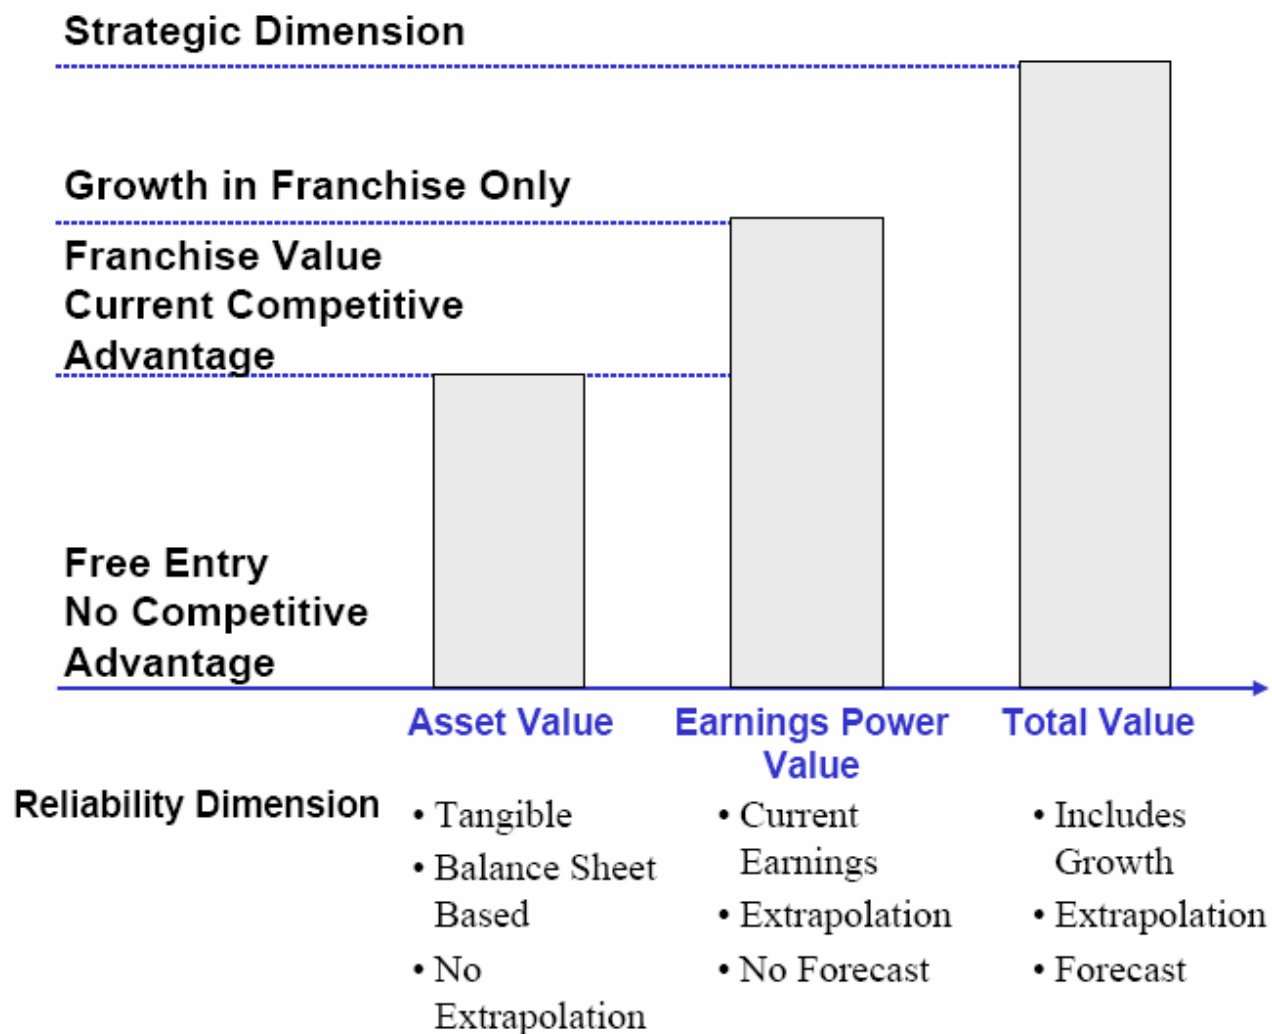 Strategic Dimension
Growth in Franchise Only
Franchise Value
Current Competitive
Advantage
Free Entry
No Competitive
Advantage
Asset Value
Earnings Power
Value
Total Value
Reliability Dimension
• Tangible
• Balance Sheet
Based
• No
Extrapolation
• Current
Earnings
• Extrapolation
• No Forecast
• Includes
Growth
• Extrapolation
• Forecast